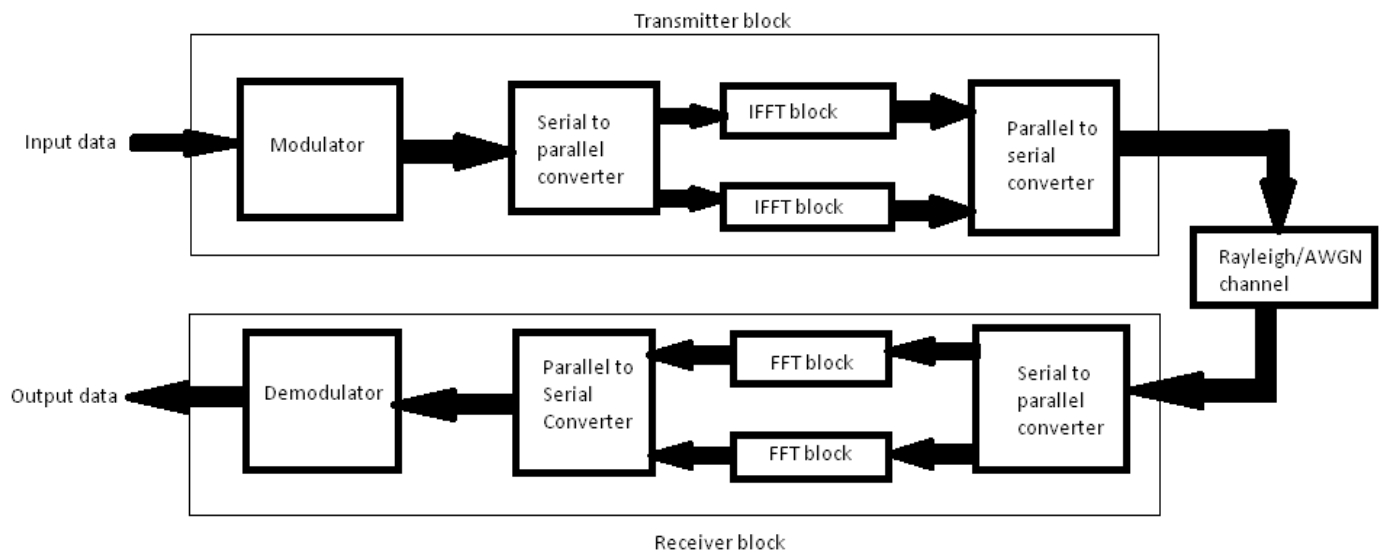 Transmitter block
Input data
Modulator
Serial to
parallel
converter
IFFT block
IFFT block
Parallel to
serial
converter
Rayleigh/AWGN
channel
Serial to
parallel
converter
FFT block
FFT block
Parallel to
Serial
Converter
Demodulator
Output data
Receiver block